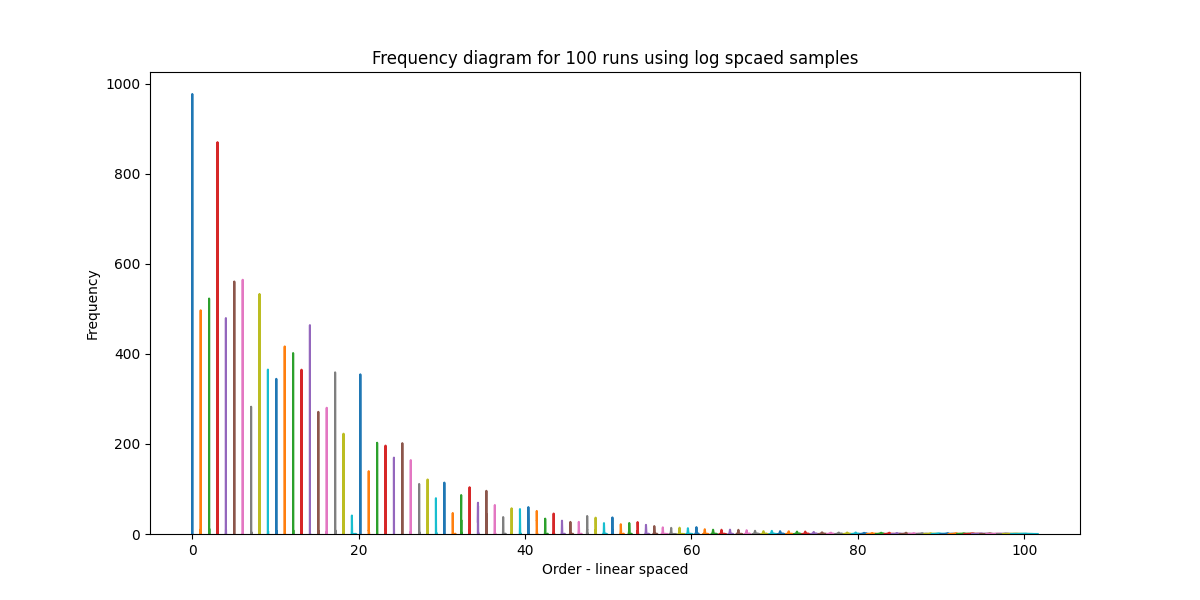 Frequency diagram for 100 runs using log spcaed samples
1000
800
600
400
200
0
Frequency
0 20 40 60 80 100
Order - linear spaced